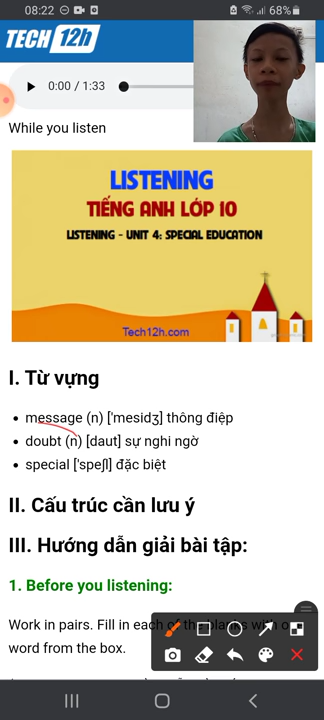 08:22
68%
TECH 12h
0:00 / 1:33
While you listen
LISTENING
TIẾNG ANH LỚP 10
LISTENING - UNIT 4: SPECIAL EDUCATION
Tech12h.com
I. Từ vựng
message (n) ['mesidʒ] thông điệp
doubt (n) [daut] sự nghi ngờ
special ['speʃl] đặc biệt
II. Cấu trúc cần lưu ý
III. Hướng dẫn giải bài tập:
1. Before you listening:
Work in pairs. Fill in each of the blanks with o
word from the box.